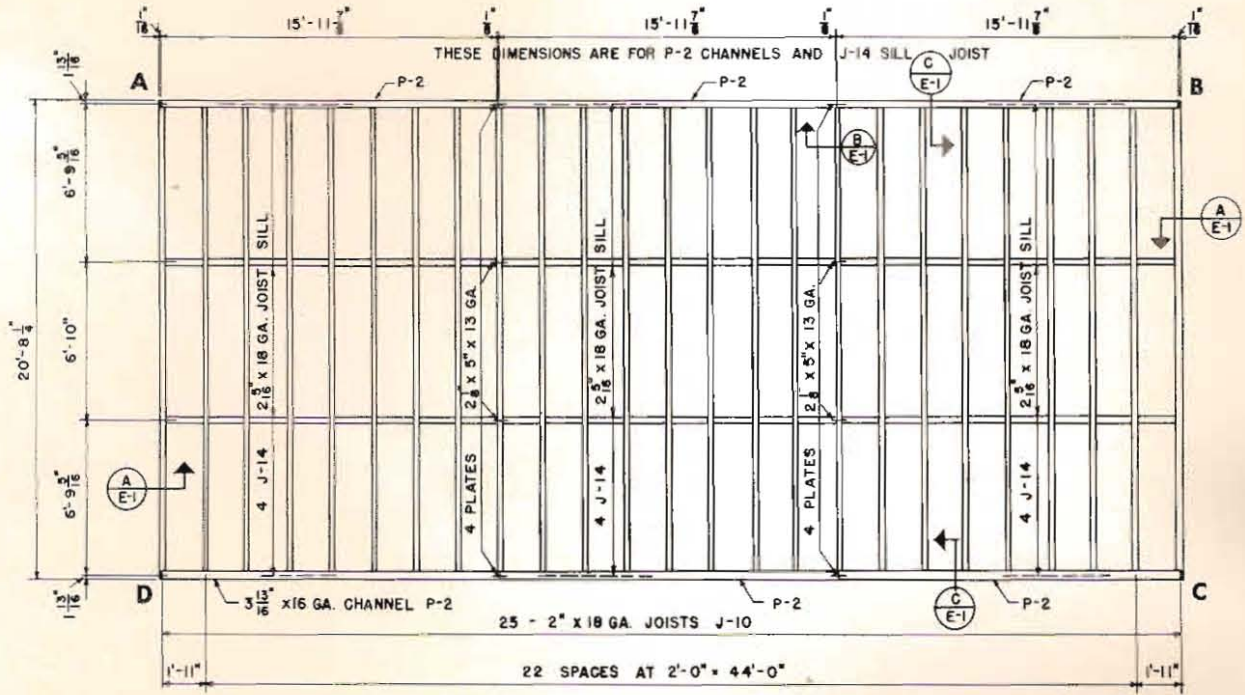 1/16" 15'-11 7/8" 1/8" 15'-11 7/8" 1/8" 15'-11 7/8" 1/16"
THESE DIMENSIONS ARE FOR P-2 CHANNELS AND J-14 SILL JOIST
A
P-2
P-2
C
E-1
P-2
B
1 3/16"
6'-9 5/16"
6'-10"
6'-9 5/16"
1 3/16"
20'-8 1/4"
B
E-1
A
E-1
4 J-14 2 5/16" X 18 GA. JOIST SILL
4 PLATES 2 1/8" X 5" X 13 GA.
4 J-14 2 5/16" X 18 GA. JOIST SILL
4 PLATES 2 1/8" X 5" X 13 GA.
4 J-14 2 5/16" X 18 GA. JOIST SILL
A
E-1
D
3 13/16" X 16 GA. CHANNEL P-2
P-2
C
E-1
P-2
C
25 - 2" X 18 GA. JOISTS J-10
1'-11" 22 SPACES AT 2'-0" = 44'-0" 1'-11"